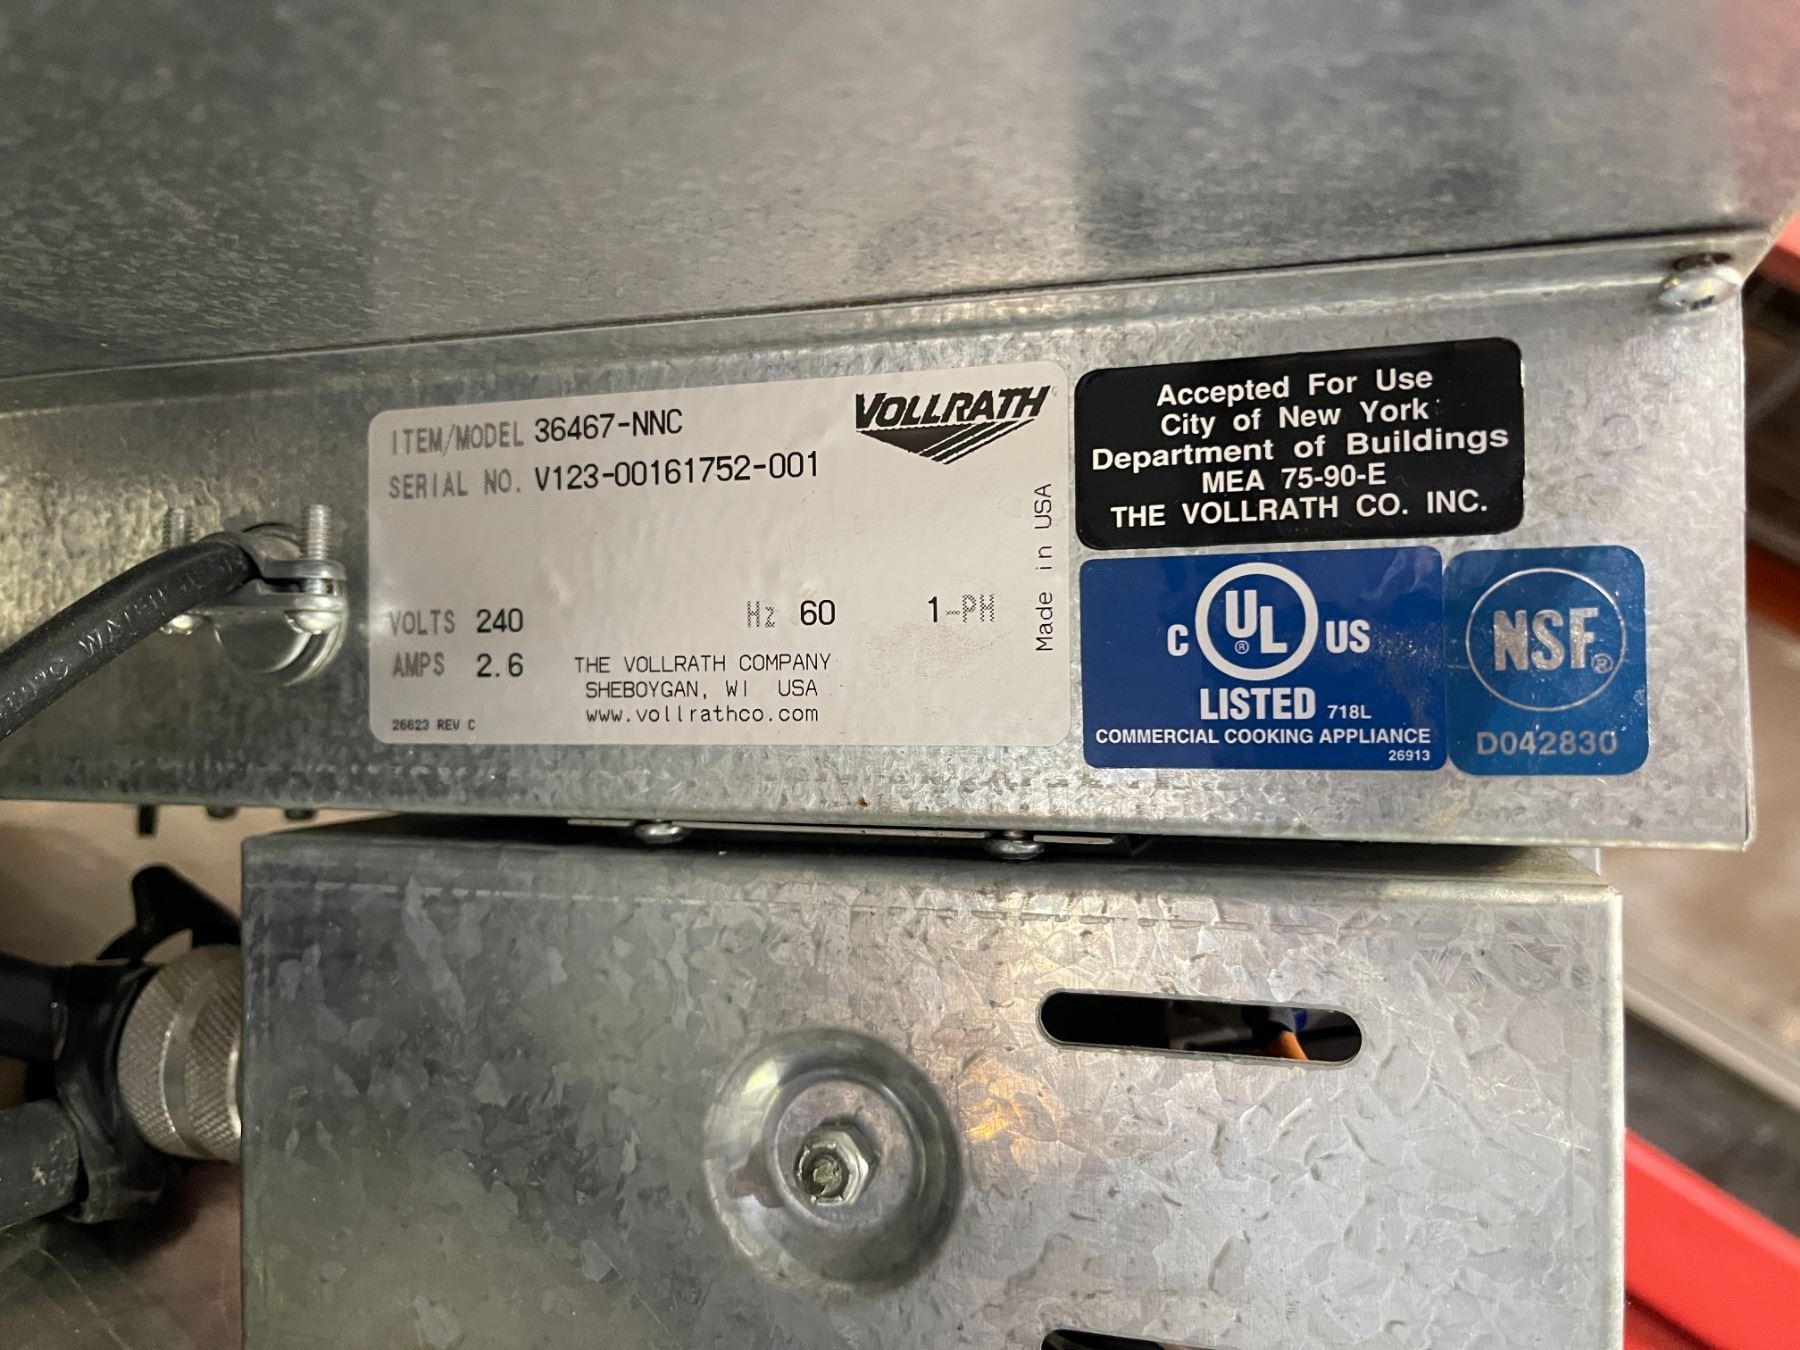 ITEM/MODEL 36467-NNC
VOLLRATH
SERIAL NO. V123-00161752-001
Made in USA
VOLTS 240 Hz 60 1-PH
AMPS 2.6
THE VOLLRATH COMPANY
SHEBOYGAN, WI USA
www.vollrathco.com
26623 REV C
Accepted For Use
City of New York
Department of Buildings
MEA 75-90-E
THE VOLLRATH CO. INC.
C UL ® US
LISTED 718L
COMMERCIAL COOKING APPLIANCE
26913
NSF®
D042830